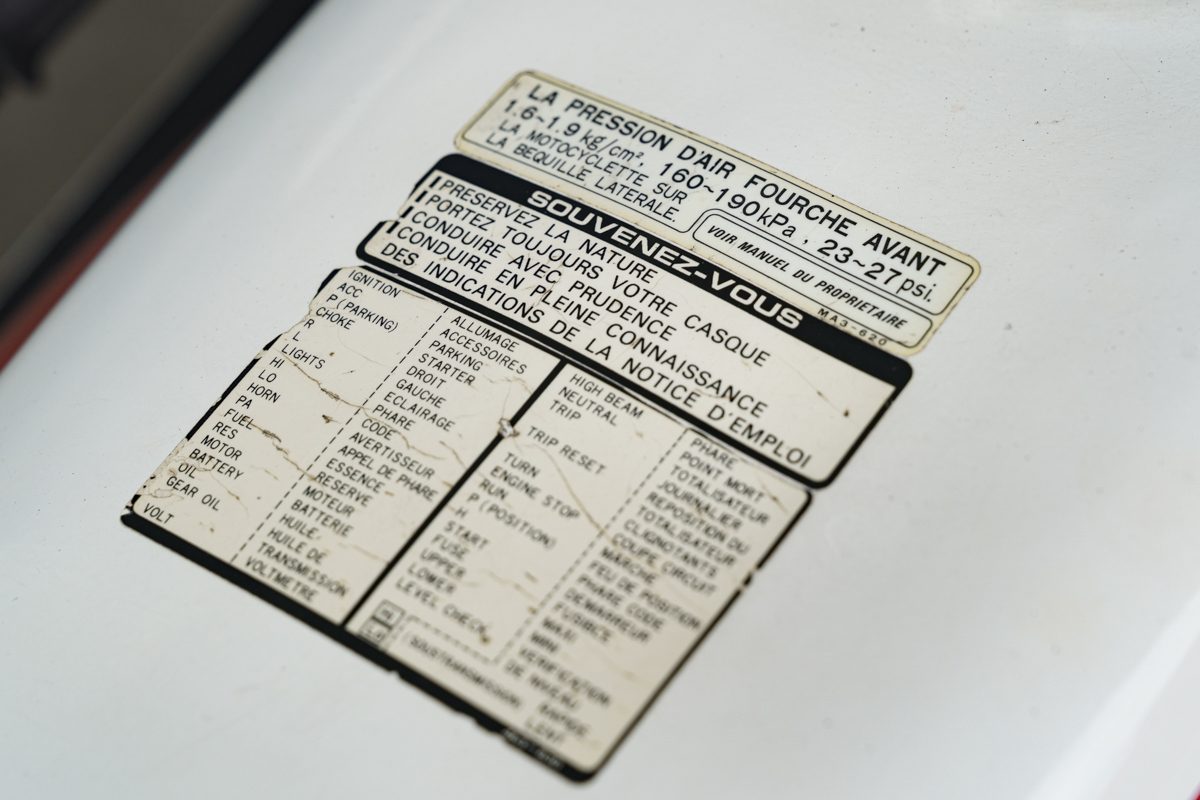 LA PRESSION D'AIR FOURCHE AVANT
1.6~1.9 kg/cm², 160~190 kPa, 23~27 psi.
LA MOTOCYCLETTE SUR
LA BEQUILLE LATERALE.
VOIR MANUEL DU PROPRIETAIRE
MA3-620
SOUVENEZ-VOUS
PRESERVEZ LA NATURE
PORTEZ TOUJOURS VOTRE CASQUE
CONDUIRE AVEC PRUDENCE
CONDUIRE EN PLEINE CONNAISSANCE
DES INDICATIONS DE LA NOTICE D'EMPLOI
IGNITION
ACC
P (PARKING)
CHOKE
R
L
LIGHTS
HI
LO
HORN
PA
FUEL
RES
MOTOR
BATTERY
OIL
GEAR OIL
VOLT
ALLUMAGE
ACCESSOIRES
PARKING
STARTER
DROIT
GAUCHE
ECLAIRAGE
PHARE
CODE
AVERTISSEUR
APPEL DE PHARE
ESSENCE
RESERVE
MOTEUR
BATTERIE
HUILE
HUILE DE
TRANSMISSION
VOLTMETRE
HIGH BEAM
NEUTRAL
TRIP
TRIP RESET
TURN
ENGINE STOP
RUN
P (POSITION)
H
START
FUSE
UPPER
LOWER
LEVEL CHECK
PHARE
POINT MORT
TOTALISATEUR
JOURNALIER
REPOSITION DU
TOTALISATEUR
CLIGNOTANTS
COUPE CIRCUIT
MARCHE
FEU DE POSITION
PHARE CODE
DEMARREUR
FUSIBLE
MAXI
MINI
VERIFICATION
DE NIVEAU
HI
LO
(SOUSTRANSMISSION)
RAPIDE
LENT